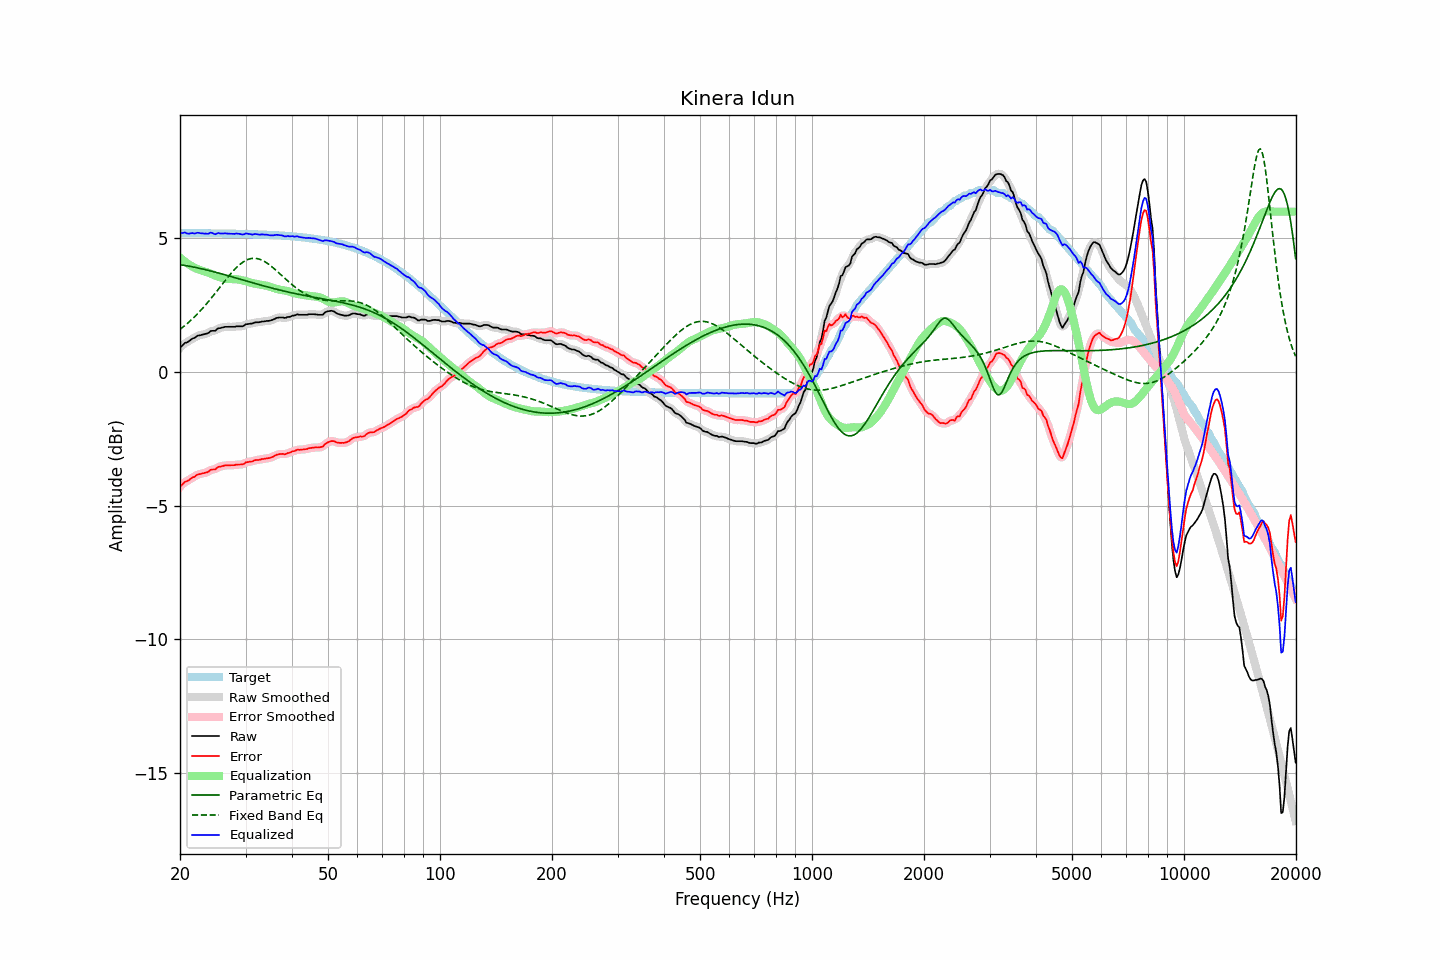 Kinera Idun
Amplitude (dBr)
5
0
−5
−10
−15
Target
Raw Smoothed
Error Smoothed
Raw
Error
Equalization
Parametric Eq
Fixed Band Eq
Equalized
20 50 100 200 500 1000 2000 5000 10000 20000
Frequency (Hz)